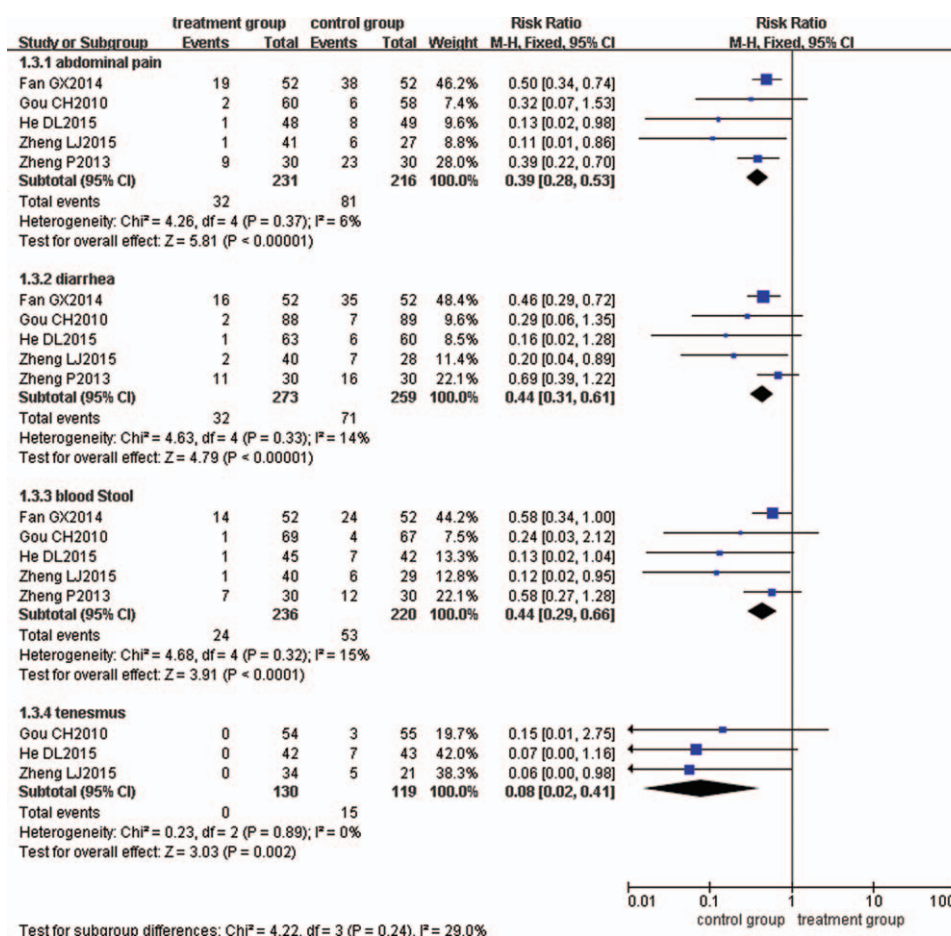 treatment group control group Risk Ratio Risk Ratio
Study or Subgroup Events Total Events Total Weight M-H, Fixed, 95% CI M-H, Fixed, 95% CI
1.3.1 abdominal pain
Fan GX2014 19 52 38 52 46.2% 0.50 [0.34, 0.74]
Gou CH2010 2 60 6 58 7.4% 0.32 [0.07, 1.53]
He DL2015 1 48 8 49 9.6% 0.13 [0.02, 0.98]
Zheng LJ2015 1 41 6 27 8.8% 0.11 [0.01, 0.86]
Zheng P2013 9 30 23 30 28.0% 0.39 [0.22, 0.70]
Subtotal (95% CI) 231 216 100.0% 0.39 [0.28, 0.53]
Total events 32 81
Heterogeneity: Chi² = 4.26, df = 4 (P = 0.37); I² = 6%
Test for overall effect: Z = 5.81 (P < 0.00001)
1.3.2 diarrhea
Fan GX2014 16 52 35 52 48.4% 0.46 [0.29, 0.72]
Gou CH2010 2 88 7 89 9.6% 0.29 [0.06, 1.35]
He DL2015 1 63 6 60 8.5% 0.16 [0.02, 1.28]
Zheng LJ2015 2 40 7 28 11.4% 0.20 [0.04, 0.89]
Zheng P2013 11 30 16 30 22.1% 0.69 [0.39, 1.22]
Subtotal (95% CI) 273 259 100.0% 0.44 [0.31, 0.61]
Total events 32 71
Heterogeneity: Chi² = 4.63, df = 4 (P = 0.33); I² = 14%
Test for overall effect: Z = 4.79 (P < 0.00001)
1.3.3 blood Stool
Fan GX2014 14 52 24 52 44.2% 0.58 [0.34, 1.00]
Gou CH2010 1 69 4 67 7.5% 0.24 [0.03, 2.12]
He DL2015 1 45 7 42 13.3% 0.13 [0.02, 1.04]
Zheng LJ2015 1 40 6 29 12.8% 0.12 [0.02, 0.95]
Zheng P2013 7 30 12 30 22.1% 0.58 [0.27, 1.28]
Subtotal (95% CI) 236 220 100.0% 0.44 [0.29, 0.66]
Total events 24 53
Heterogeneity: Chi² = 4.68, df = 4 (P = 0.32); I² = 15%
Test for overall effect: Z = 3.91 (P < 0.0001)
1.3.4 tenesmus
Gou CH2010 0 54 3 55 19.7% 0.15 [0.01, 2.75]
He DL2015 0 42 7 43 42.0% 0.07 [0.00, 1.16]
Zheng LJ2015 0 34 5 21 38.3% 0.06 [0.00, 0.98]
Subtotal (95% CI) 130 119 100.0% 0.08 [0.02, 0.41]
Total events 0 15
Heterogeneity: Chi² = 0.23, df = 2 (P = 0.89); I² = 0%
Test for overall effect: Z = 3.03 (P = 0.002)
0.01 0.1 1 10 100
control group treatment group
Test for subgroup differences: Chi² = 4.22, df = 3 (P = 0.24), I² = 29.0%